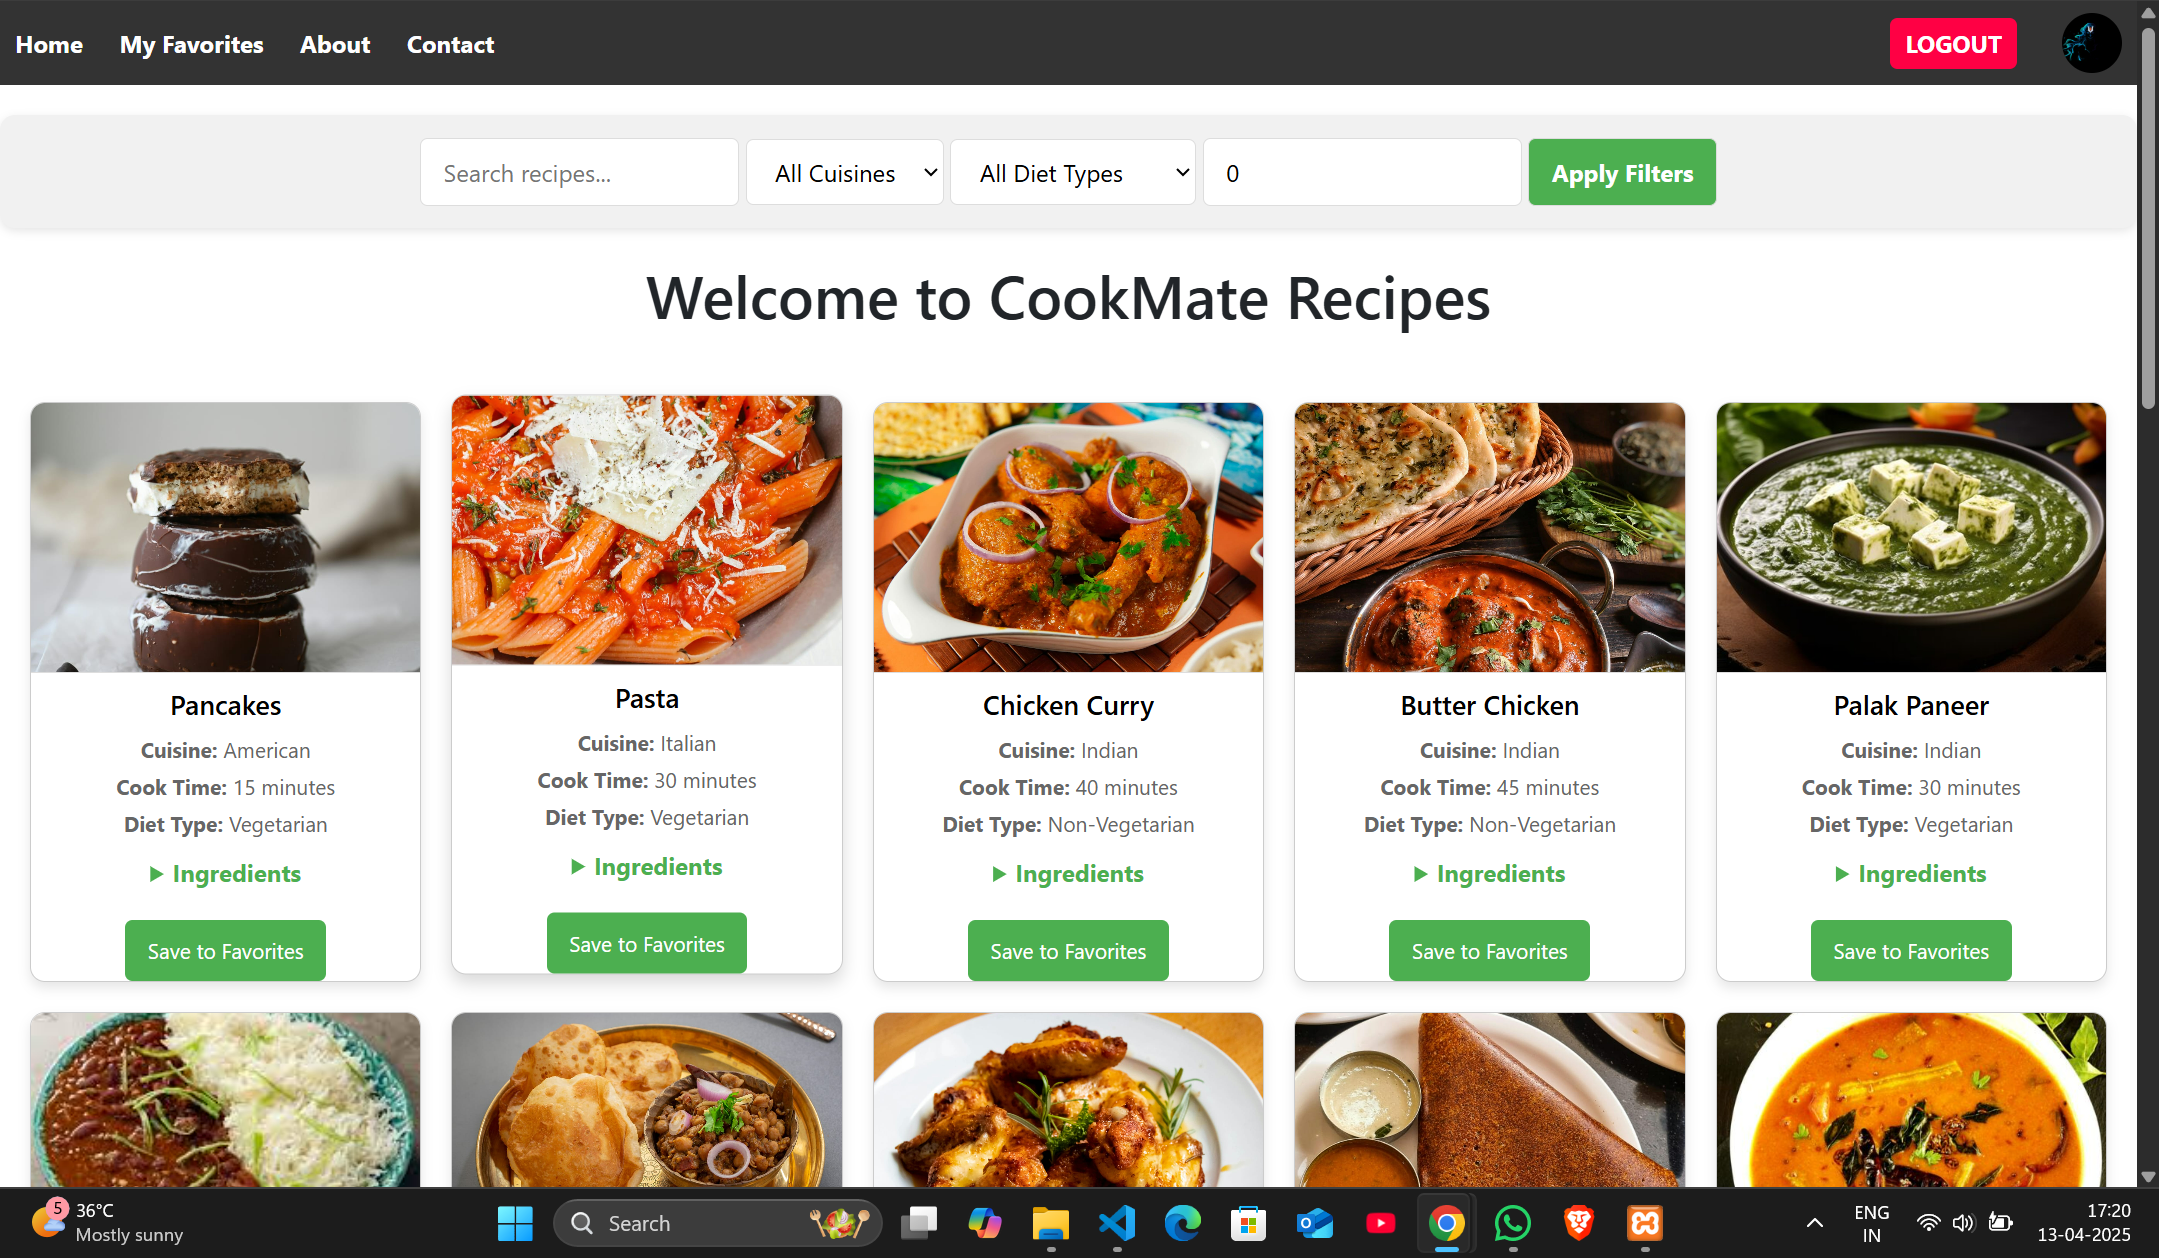 Home My Favorites About Contact LOGOUT
Search recipes... All Cuisines All Diet Types 0 Apply Filters
Welcome to CookMate Recipes
Pancakes
Cuisine: American
Cook Time: 15 minutes
Diet Type: Vegetarian
▶ Ingredients
Save to Favorites
Pasta
Cuisine: Italian
Cook Time: 30 minutes
Diet Type: Vegetarian
▶ Ingredients
Save to Favorites
Chicken Curry
Cuisine: Indian
Cook Time: 40 minutes
Diet Type: Non-Vegetarian
▶ Ingredients
Save to Favorites
Butter Chicken
Cuisine: Indian
Cook Time: 45 minutes
Diet Type: Non-Vegetarian
▶ Ingredients
Save to Favorites
Palak Paneer
Cuisine: Indian
Cook Time: 30 minutes
Diet Type: Vegetarian
▶ Ingredients
Save to Favorites
5
36°C
Mostly sunny
Search
ENG
IN
17:20
13-04-2025